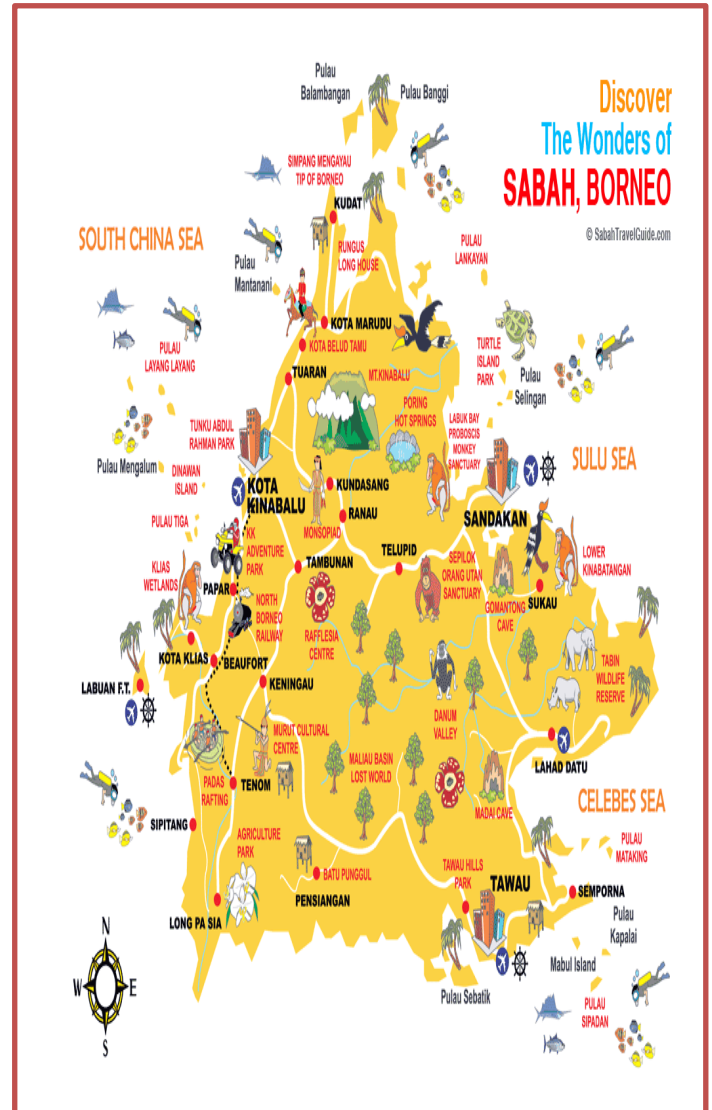 Pulau
Balambangan
Pulau Banggi
Discover
The Wonders of
SABAH, BORNEO
© SabahTravelGuide.com
SIMPANG MENGAYAU
TIP OF BORNEO
KUDAT
SOUTH CHINA SEA
RUNGUS
LONG HOUSE
PULAU
LANKAYAN
Pulau
Mantanani
KOTA MARUDU
KOTA BELUD TAMU
PULAU
LAYANG LAYANG
TURTLE
ISLAND
PARK
Pulau
Selingan
TUARAN
MT.KINABALU
PORING
HOT SPRINGS
TUNKU ABDUL
RAHMAN PARK
LABUK BAY
PROBOSCIS
MONKEY
SANCTUARY
SULU SEA
Pulau Mengalum
DINAWAN
ISLAND
KOTA
KINABALU
KUNDASANG
RANAU
SANDAKAN
PULAU TIGA
MONSOPIAD
KK
ADVENTURE
PARK
TELUPID
TAMBUNAN
SEPILOK
ORANG UTAN
SANCTUARY
LOWER
KINABATANGAN
KLIAS
WETLANDS
PAPAR
GOMANTONG
CAVE
SUKAU
NORTH
BORNEO
RAILWAY
RAFFLESIA
CENTRE
KOTA KLIAS
BEAUFORT
TABIN
WILDLIFE
RESERVE
LABUAN F.T.
KENINGAU
DANUM
VALLEY
MURUT CULTURAL
CENTRE
MALIAU BASIN
LOST WORLD
LAHAD DATU
PADAS
RAFTING
TENOM
CELEBES SEA
MADAI CAVE
SIPITANG
AGRICULTURE
PARK
PULAU
MATAKING
BATU PUNGGUL
TAWAU HILLS
PARK
TAWAU
PENSIANGAN
SEMPORNA
LONG PA SIA
Pulau
Kapalai
N
W
E
S
Mabul Island
Pulau Sebatik
PULAU
SIPADAN